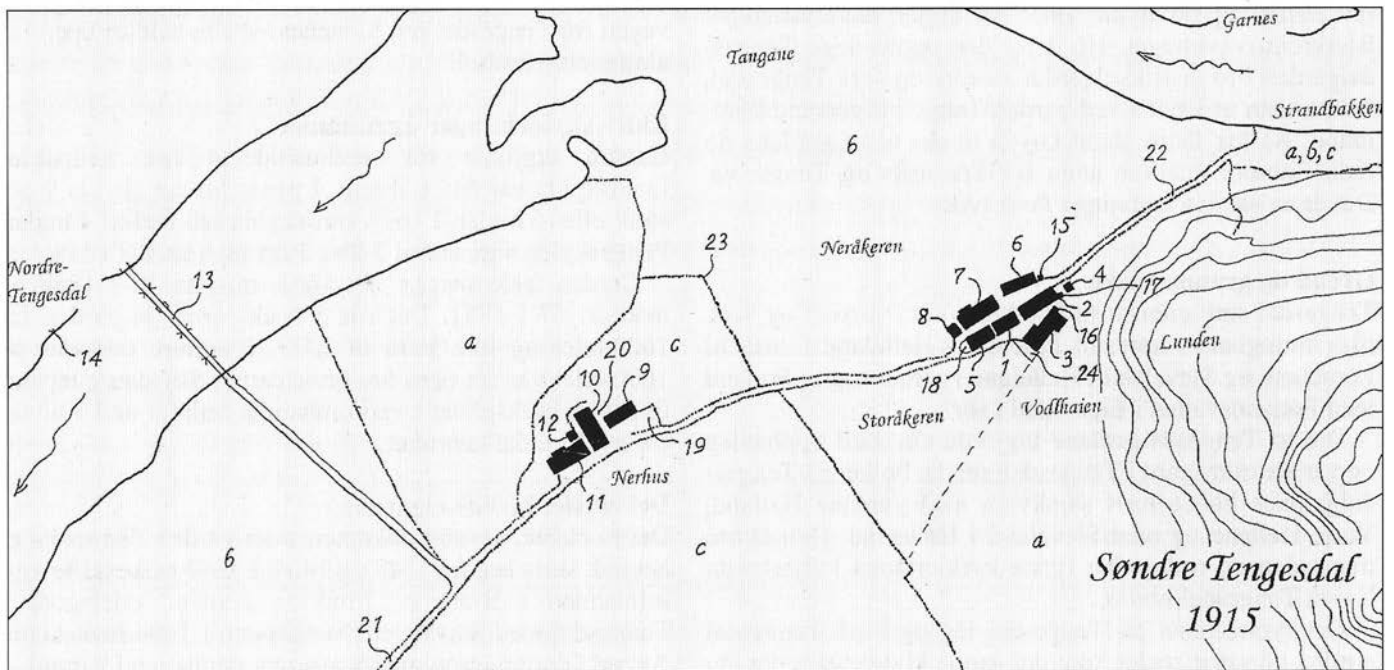 Garnes
Tangane
Strandbakken
6
22
a, b, c
23
Neråkeren
6 15
Nordre-
Tengesdal
13
7
4
17
8
2
16
14
a
20
c
Lunden
10 9
18 5 1 3
24
Vodlhaien
Storåkeren
12
19
Nerhus
11
6
c
a
Søndre Tengesdal
1915
21